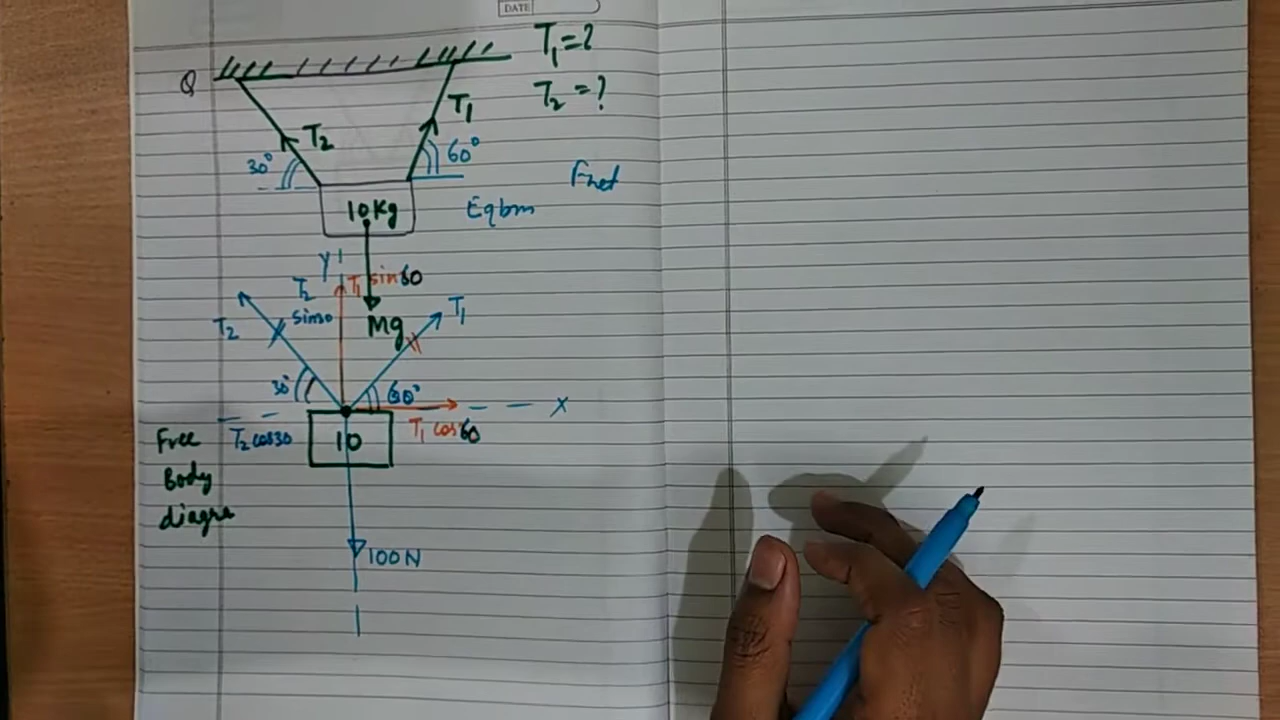 DATE
T₁=?
Q
T₂=?
T₁
T₂
30°
60°
Fnet
10Kg
Eqbm
Y
T₂
sin30
T₁ sin60
Mg
T₂
T₁
30°
60°
X
T₂ cos30
10
T₁ cos60
Free
Body
diagra
100N